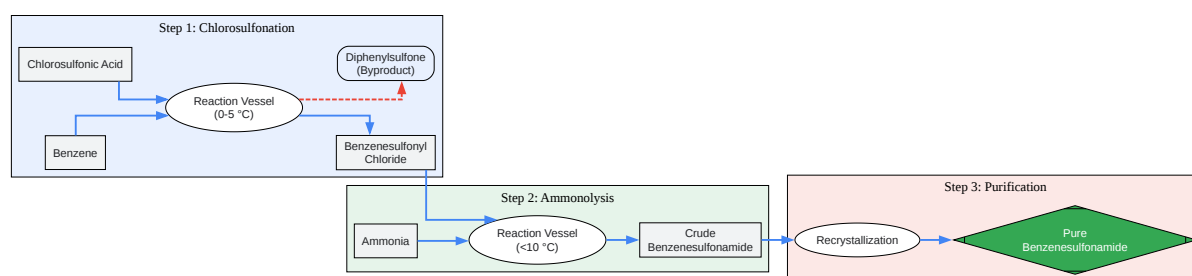 Step 1: Chlorosulfonation
Chlorosulfonic Acid
Diphenylsulfone
(Byproduct)
Reaction Vessel
(0-5 °C)
Benzene
Benzenesulfonyl
Chloride
Step 2: Ammonolysis
Ammonia
Reaction Vessel
(<10 °C)
Crude
Benzenesulfonamide
Step 3: Purification
Recrystallization
Pure
Benzenesulfonamide